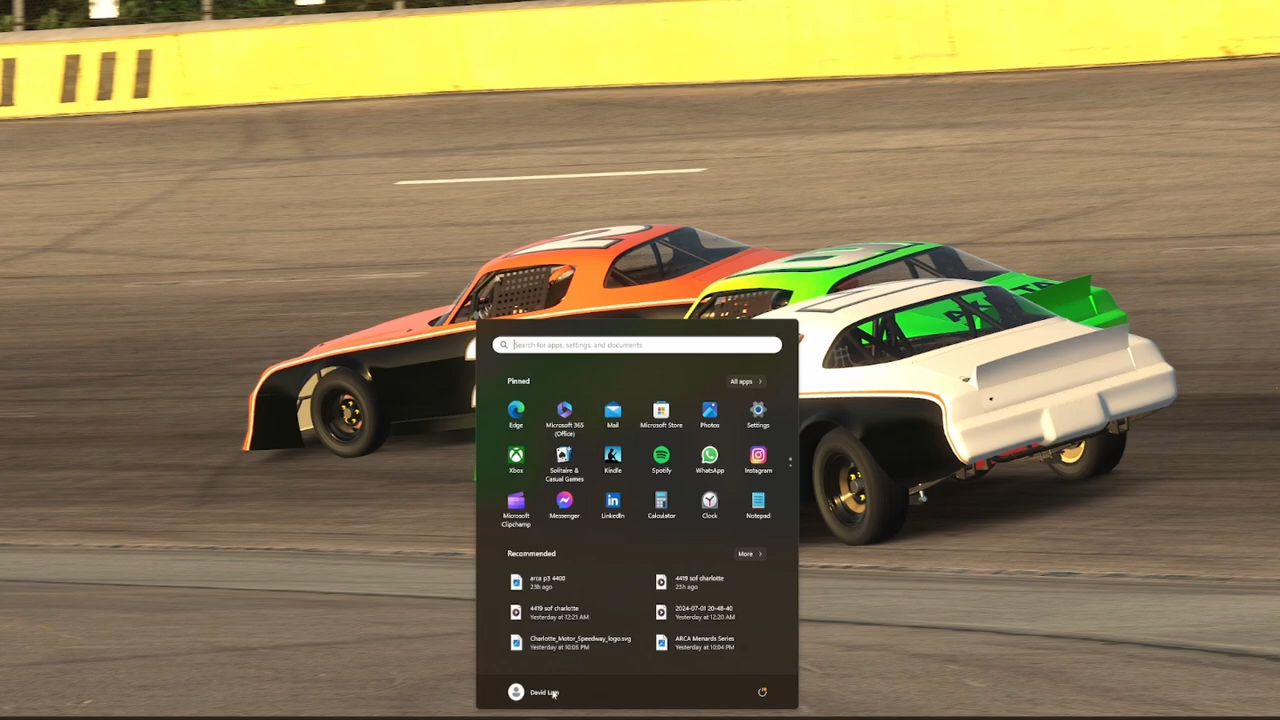 Search for apps, settings, and documents
Pinned
All apps
Edge
Microsoft 365
(Office)
Mail
Microsoft Store
Photos
Settings
Xbox
Solitaire &
Casual Games
Kindle
Spotify
WhatsApp
Instagram
Microsoft
Clipchamp
Messenger
LinkedIn
Calculator
Clock
Notepad
Recommended
More
arca p3 4400
23h ago
4419 sof charlotte
23h ago
4419 sof charlotte
Yesterday at 12:21 AM
2024-07-01 20-48-40
Yesterday at 12:20 AM
Charlotte_Motor_Speedway_logo.svg
Yesterday at 10:05 PM
ARCA Menards Series
Yesterday at 10:04 PM
David